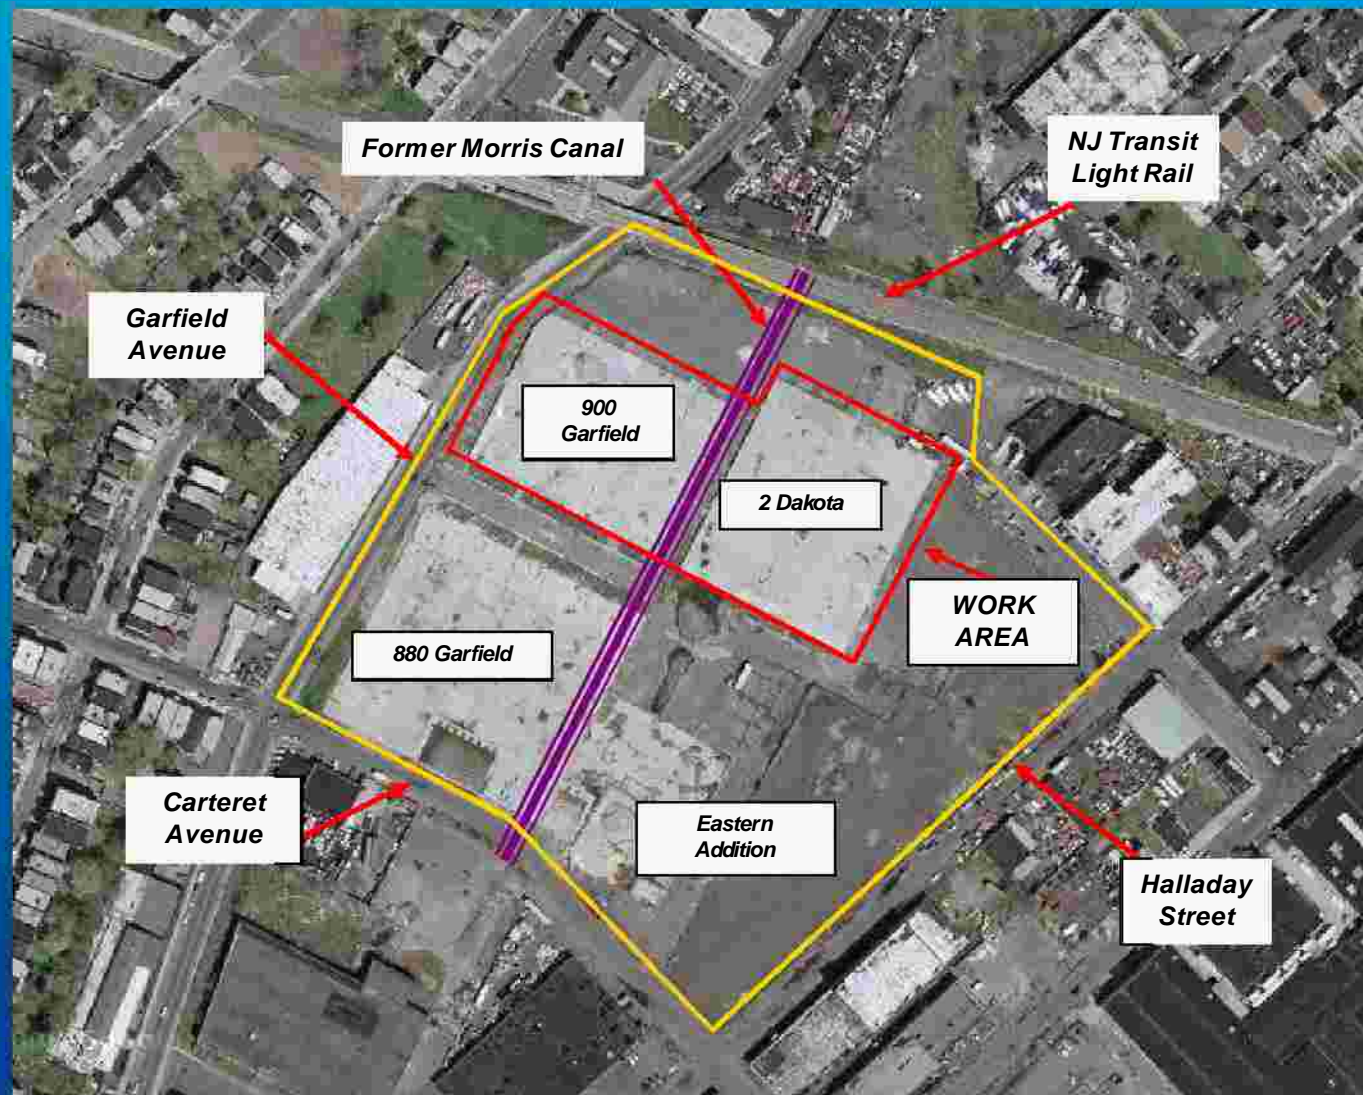 Former Morris Canal
NJ Transit
Light Rail
Garfield
Avenue
900
Garfield
2 Dakota
WORK
AREA
880 Garfield
Carteret
Avenue
Eastern
Addition
Halladay
Street